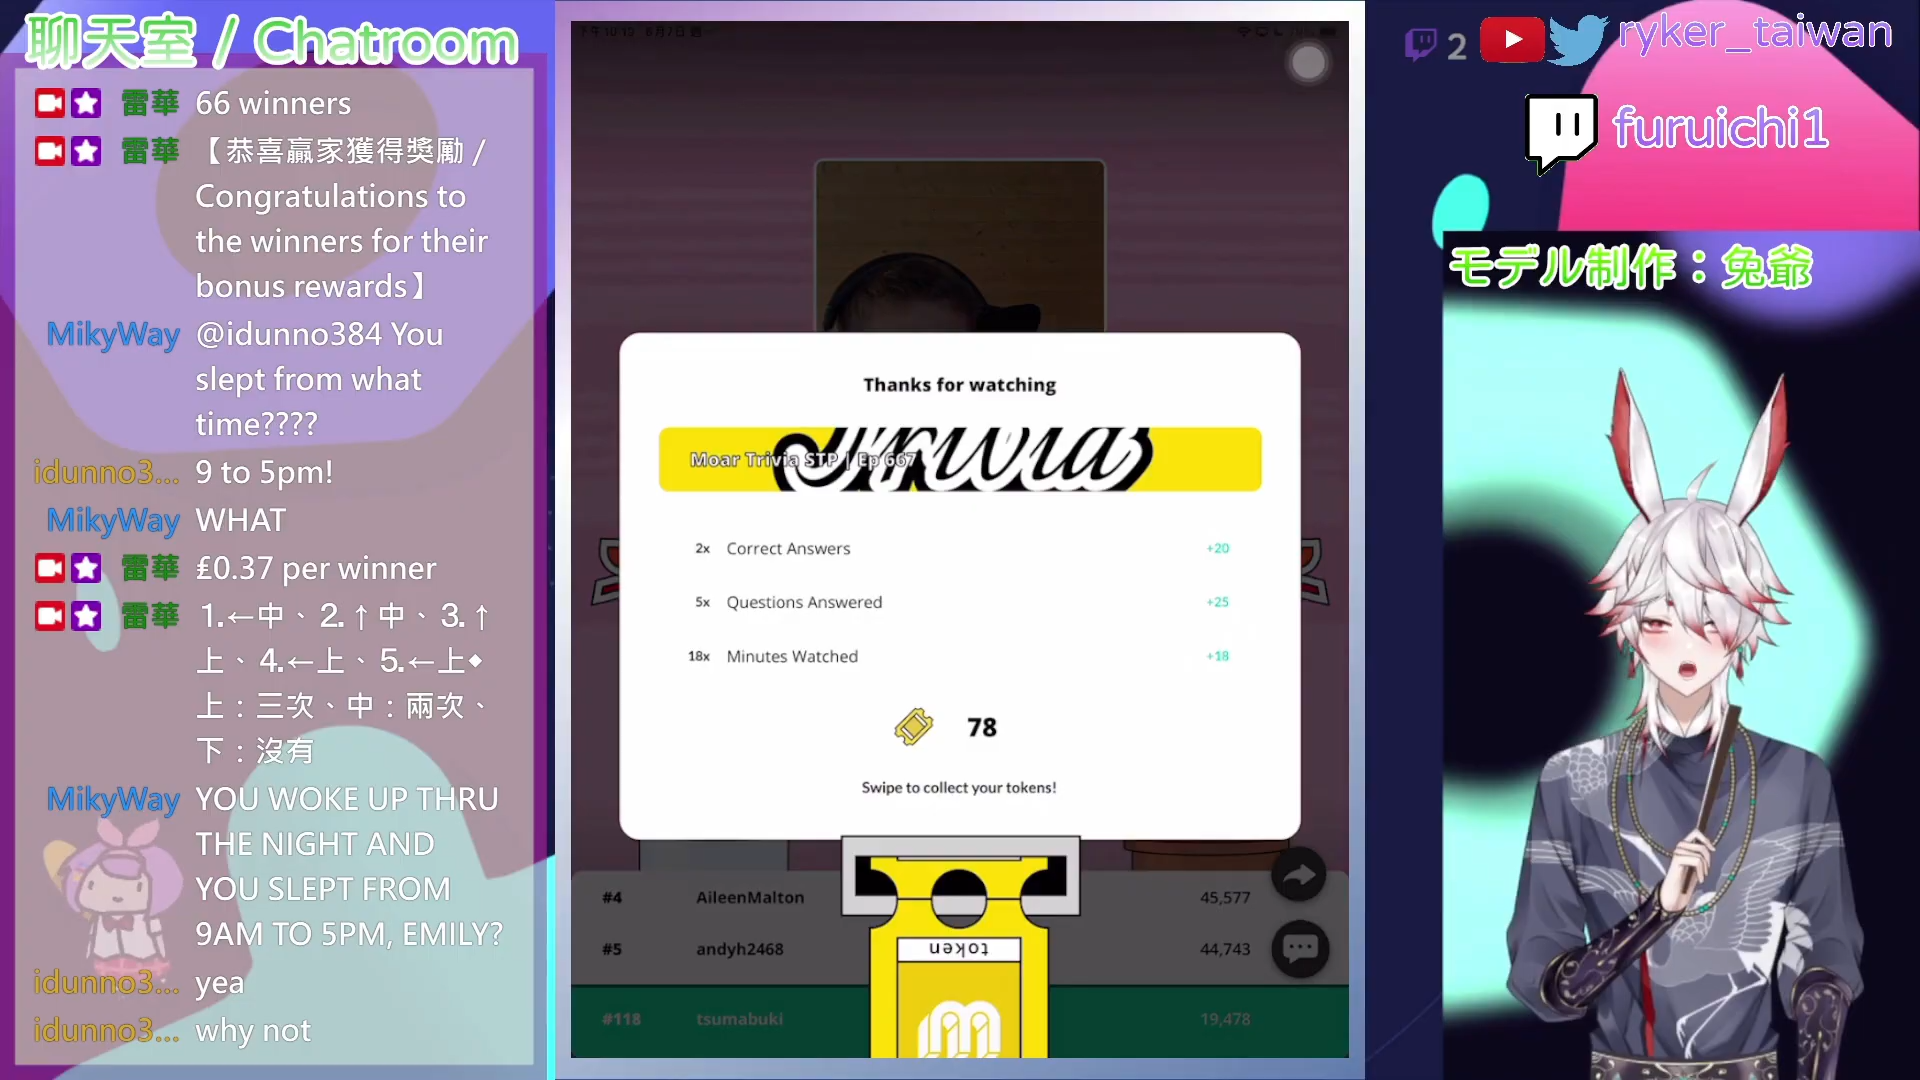 聊天室 / Chatroom
雷華 66 winners
雷華 【恭喜贏家獲得獎勵 /
Congratulations to
the winners for their
bonus rewards】
MikyWay @idunno384 You
slept from what
time????
idunno3... 9 to 5pm!
MikyWay WHAT
雷華 £0.37 per winner
雷華 1.←中、2.↑中、3.↑
上、4.←上、5.←上◆
上：三次、中：兩次、
下：沒有
MikyWay YOU WOKE UP THRU
THE NIGHT AND
YOU SLEPT FROM
9AM TO 5PM, EMILY?
idunno3... yea
idunno3... why not
Thanks for watching
Trivia
Moar Trivia STP | Ep 667
2x Correct Answers +20
5x Questions Answered +25
18x Minutes Watched +18
78
Swipe to collect your tokens!
#4 AileenMalton 45,577
#5 andyh2468 44,743
token
#118 tsumabuki 19,478
2 ryker_taiwan
furuichi1
モデル制作：兔爺